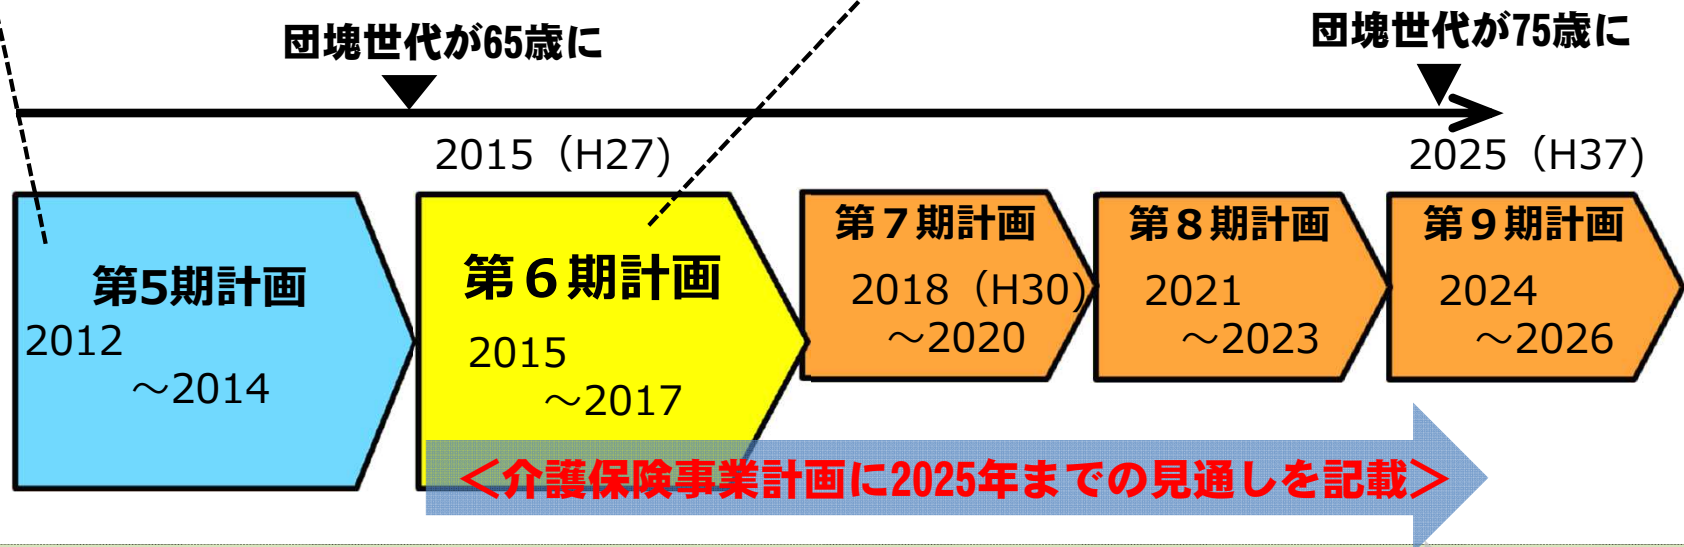 団塊世代が65歳に
団塊世代が75歳に
2015（H27)
2025（H37)
第5期計画
2012
～2014
第６期計画
2015
～2017
第７期計画
2018（H30)
～2020
第８期計画
2021
～2023
第９期計画
2024
～2026
＜介護保険事業計画に2025年までの見通しを記載＞